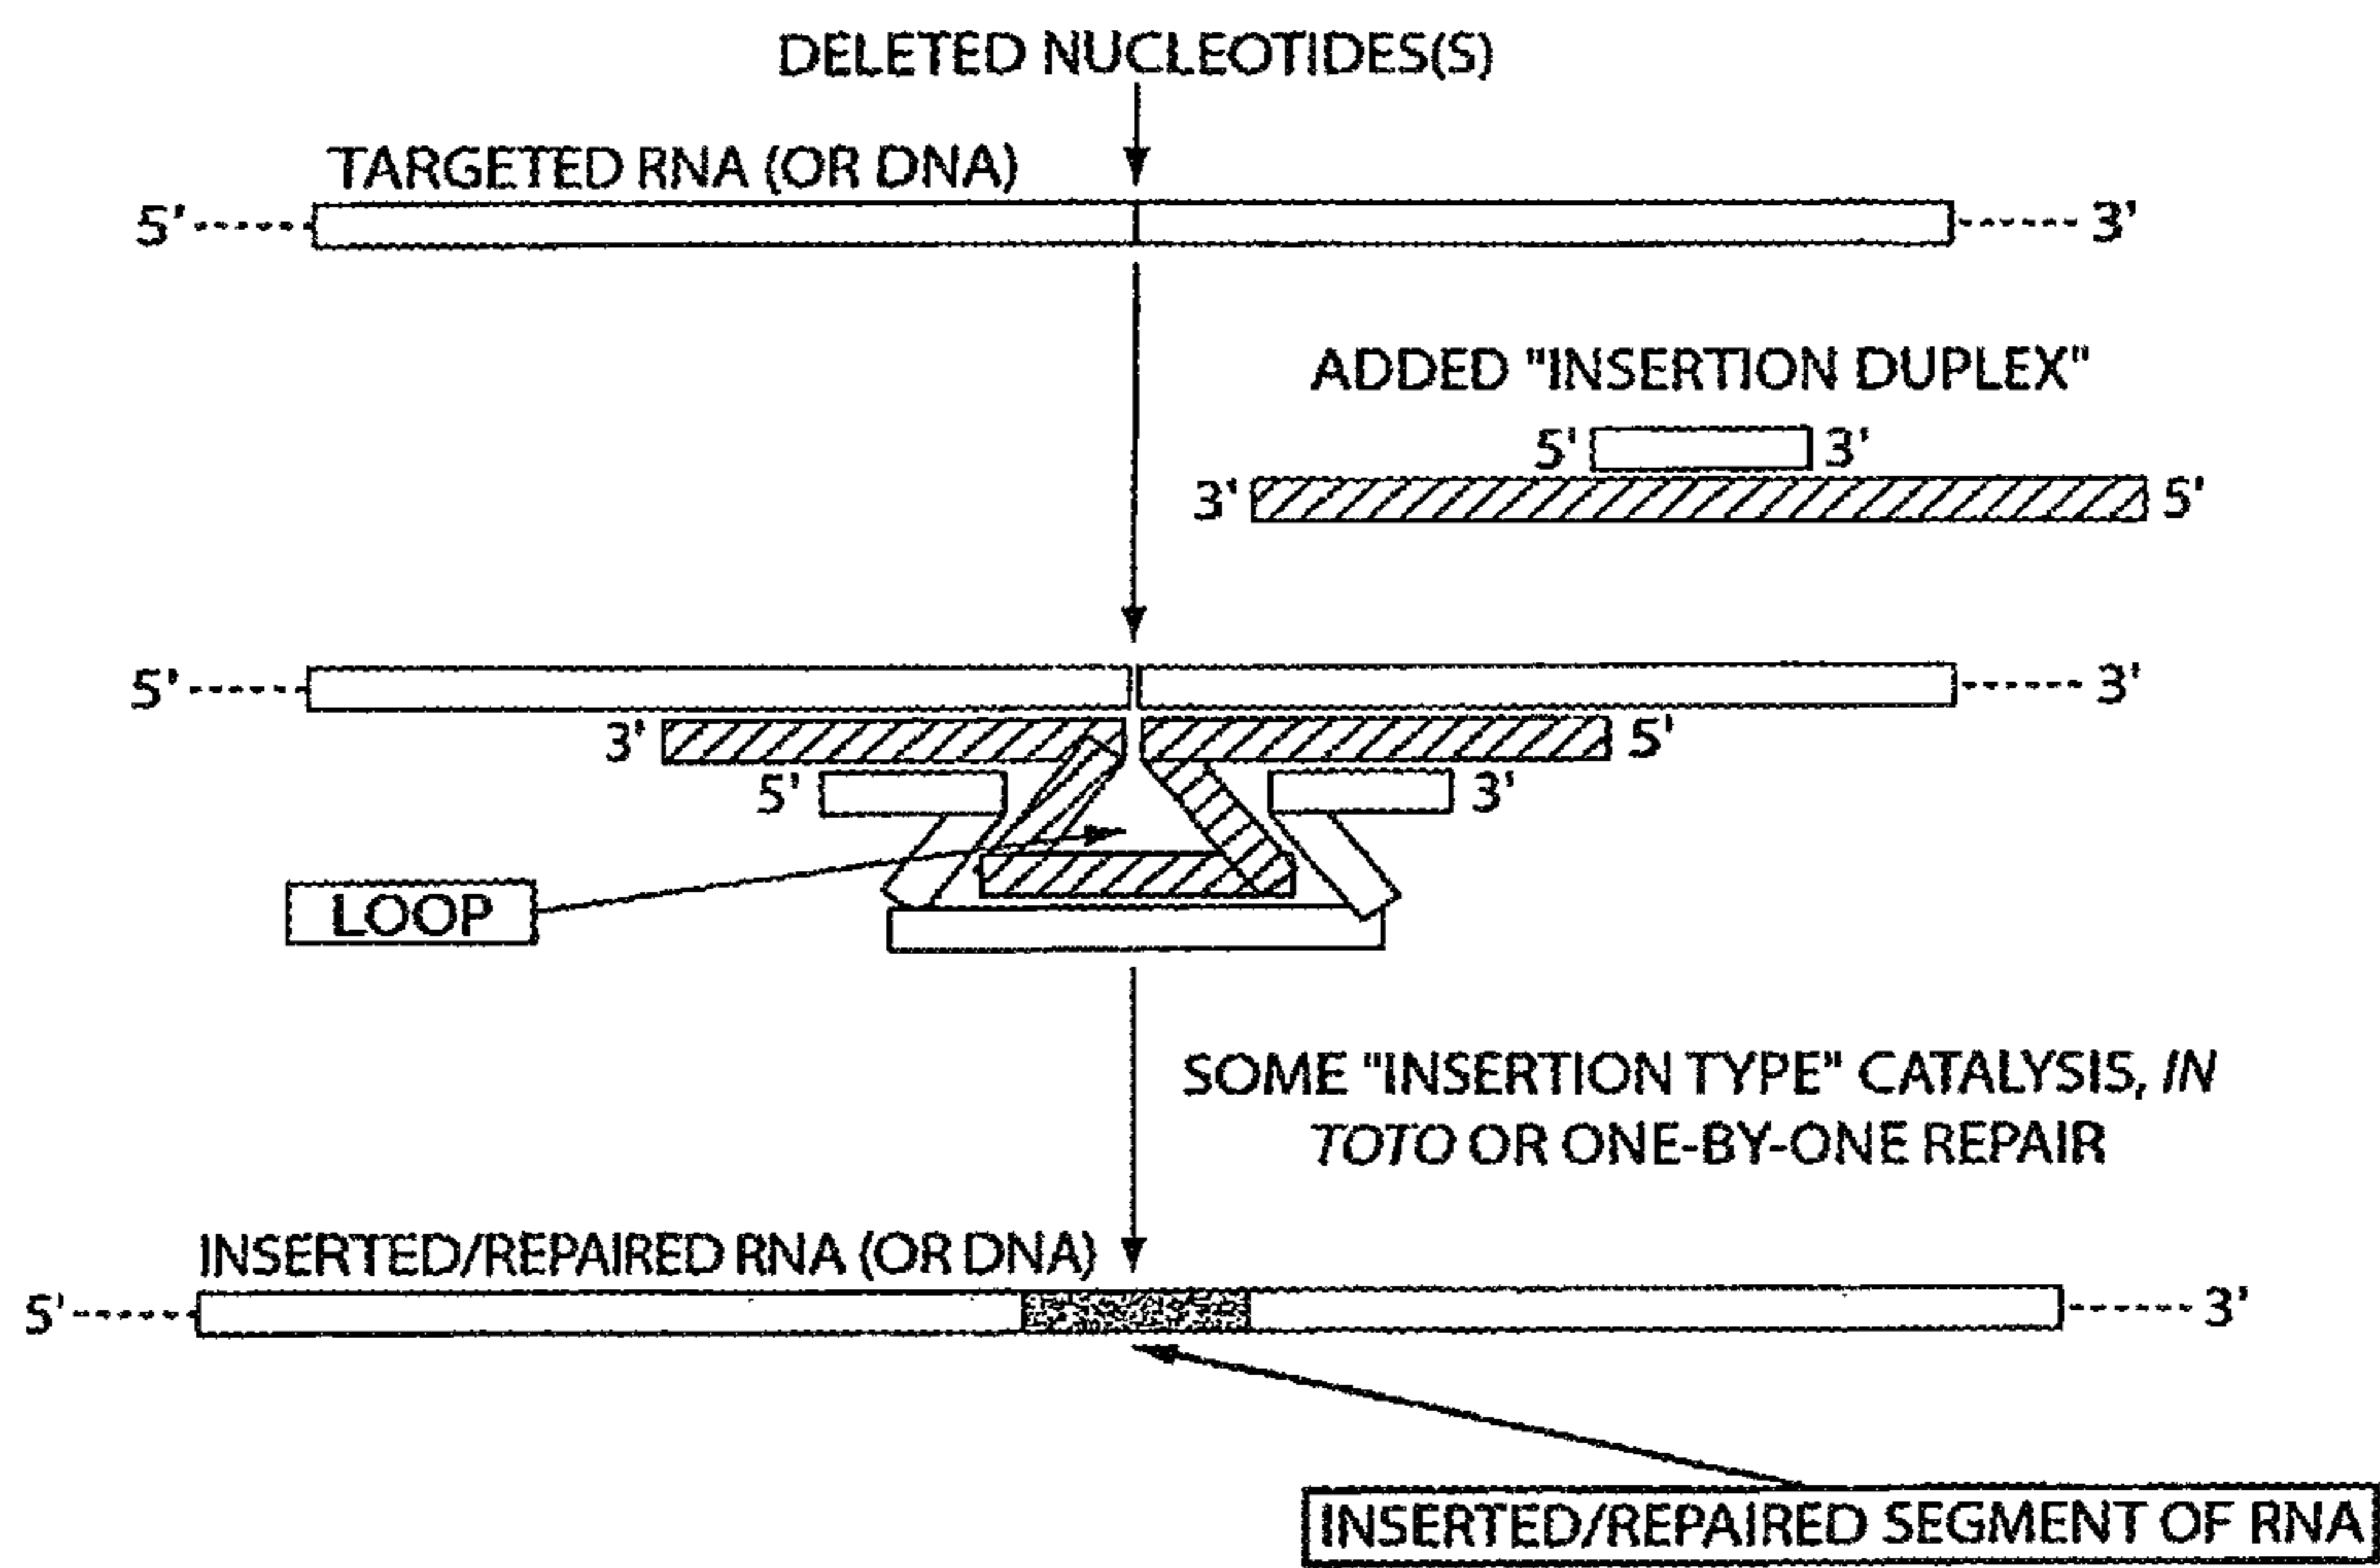 DELETED NUCLEOTIDES(S)
TARGETED RNA (OR DNA)
5' 3'
ADDED "INSERTION DUPLEX"
5' 3'
3' 5'
5' 3'
3' 5'
5' 3'
LOOP
SOME "INSERTION TYPE" CATALYSIS, IN
TOTO OR ONE-BY-ONE REPAIR
INSERTED/REPAIRED RNA (OR DNA)
5' 3'
INSERTED/REPAIRED SEGMENT OF RNA